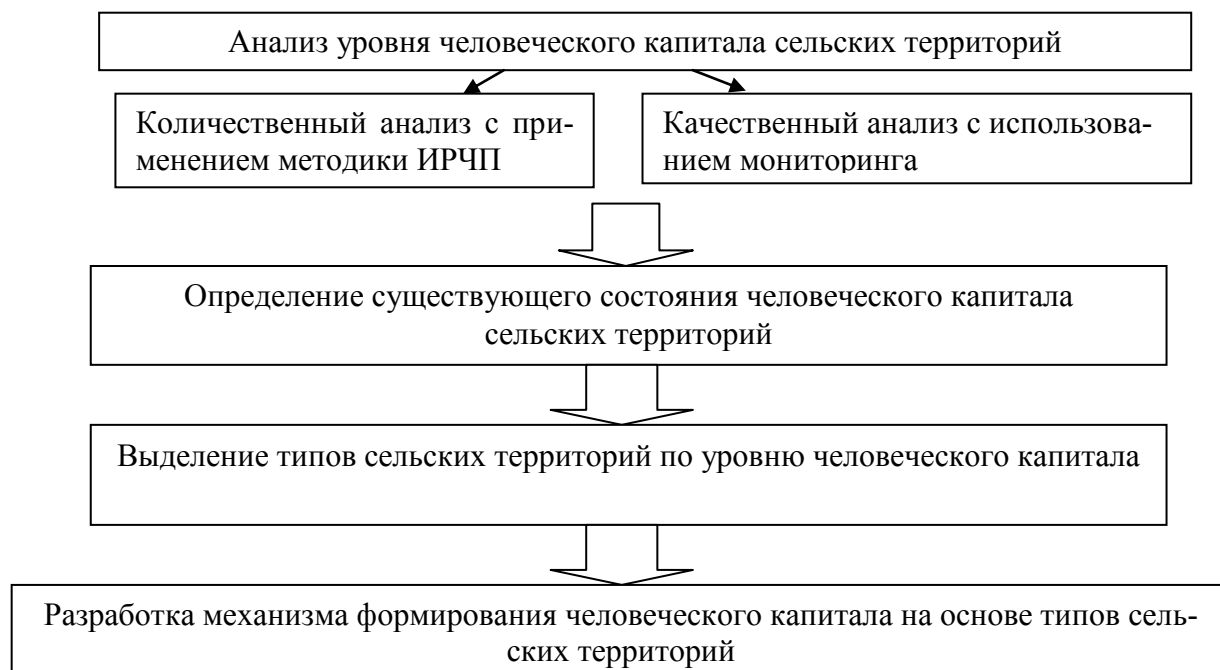 Анализ уровня человеческого капитала сельских территорий
Количественный анализ с при-
менением методики ИРЧП
Качественный анализ с использова-
нием мониторинга
Определение существующего состояния человеческого капитала
сельских территорий
Выделение типов сельских территорий по уровню человеческого капитала
Разработка механизма формирования человеческого капитала на основе типов сель-
ских территорий